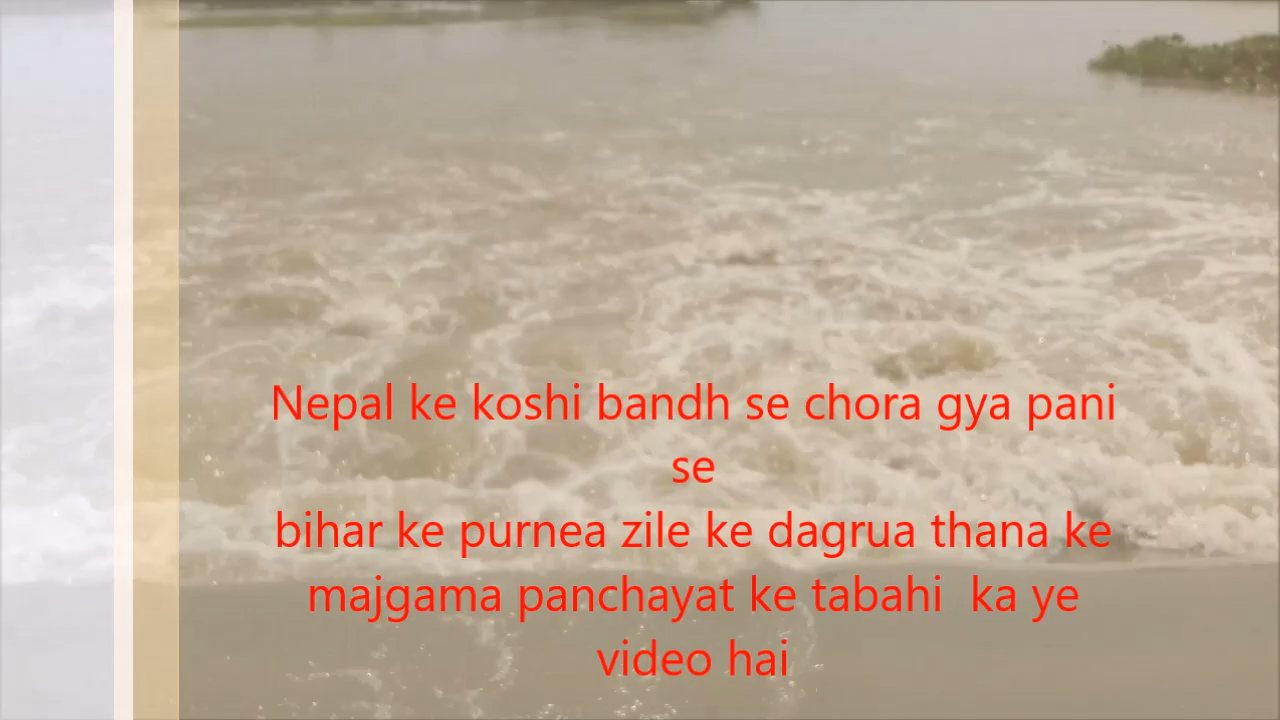 Nepal ke koshi bandh se chora gya pani
se
bihar ke purnea zile ke dagrua thana ke
majgama panchayat ke tabahi  ka ye
video hai